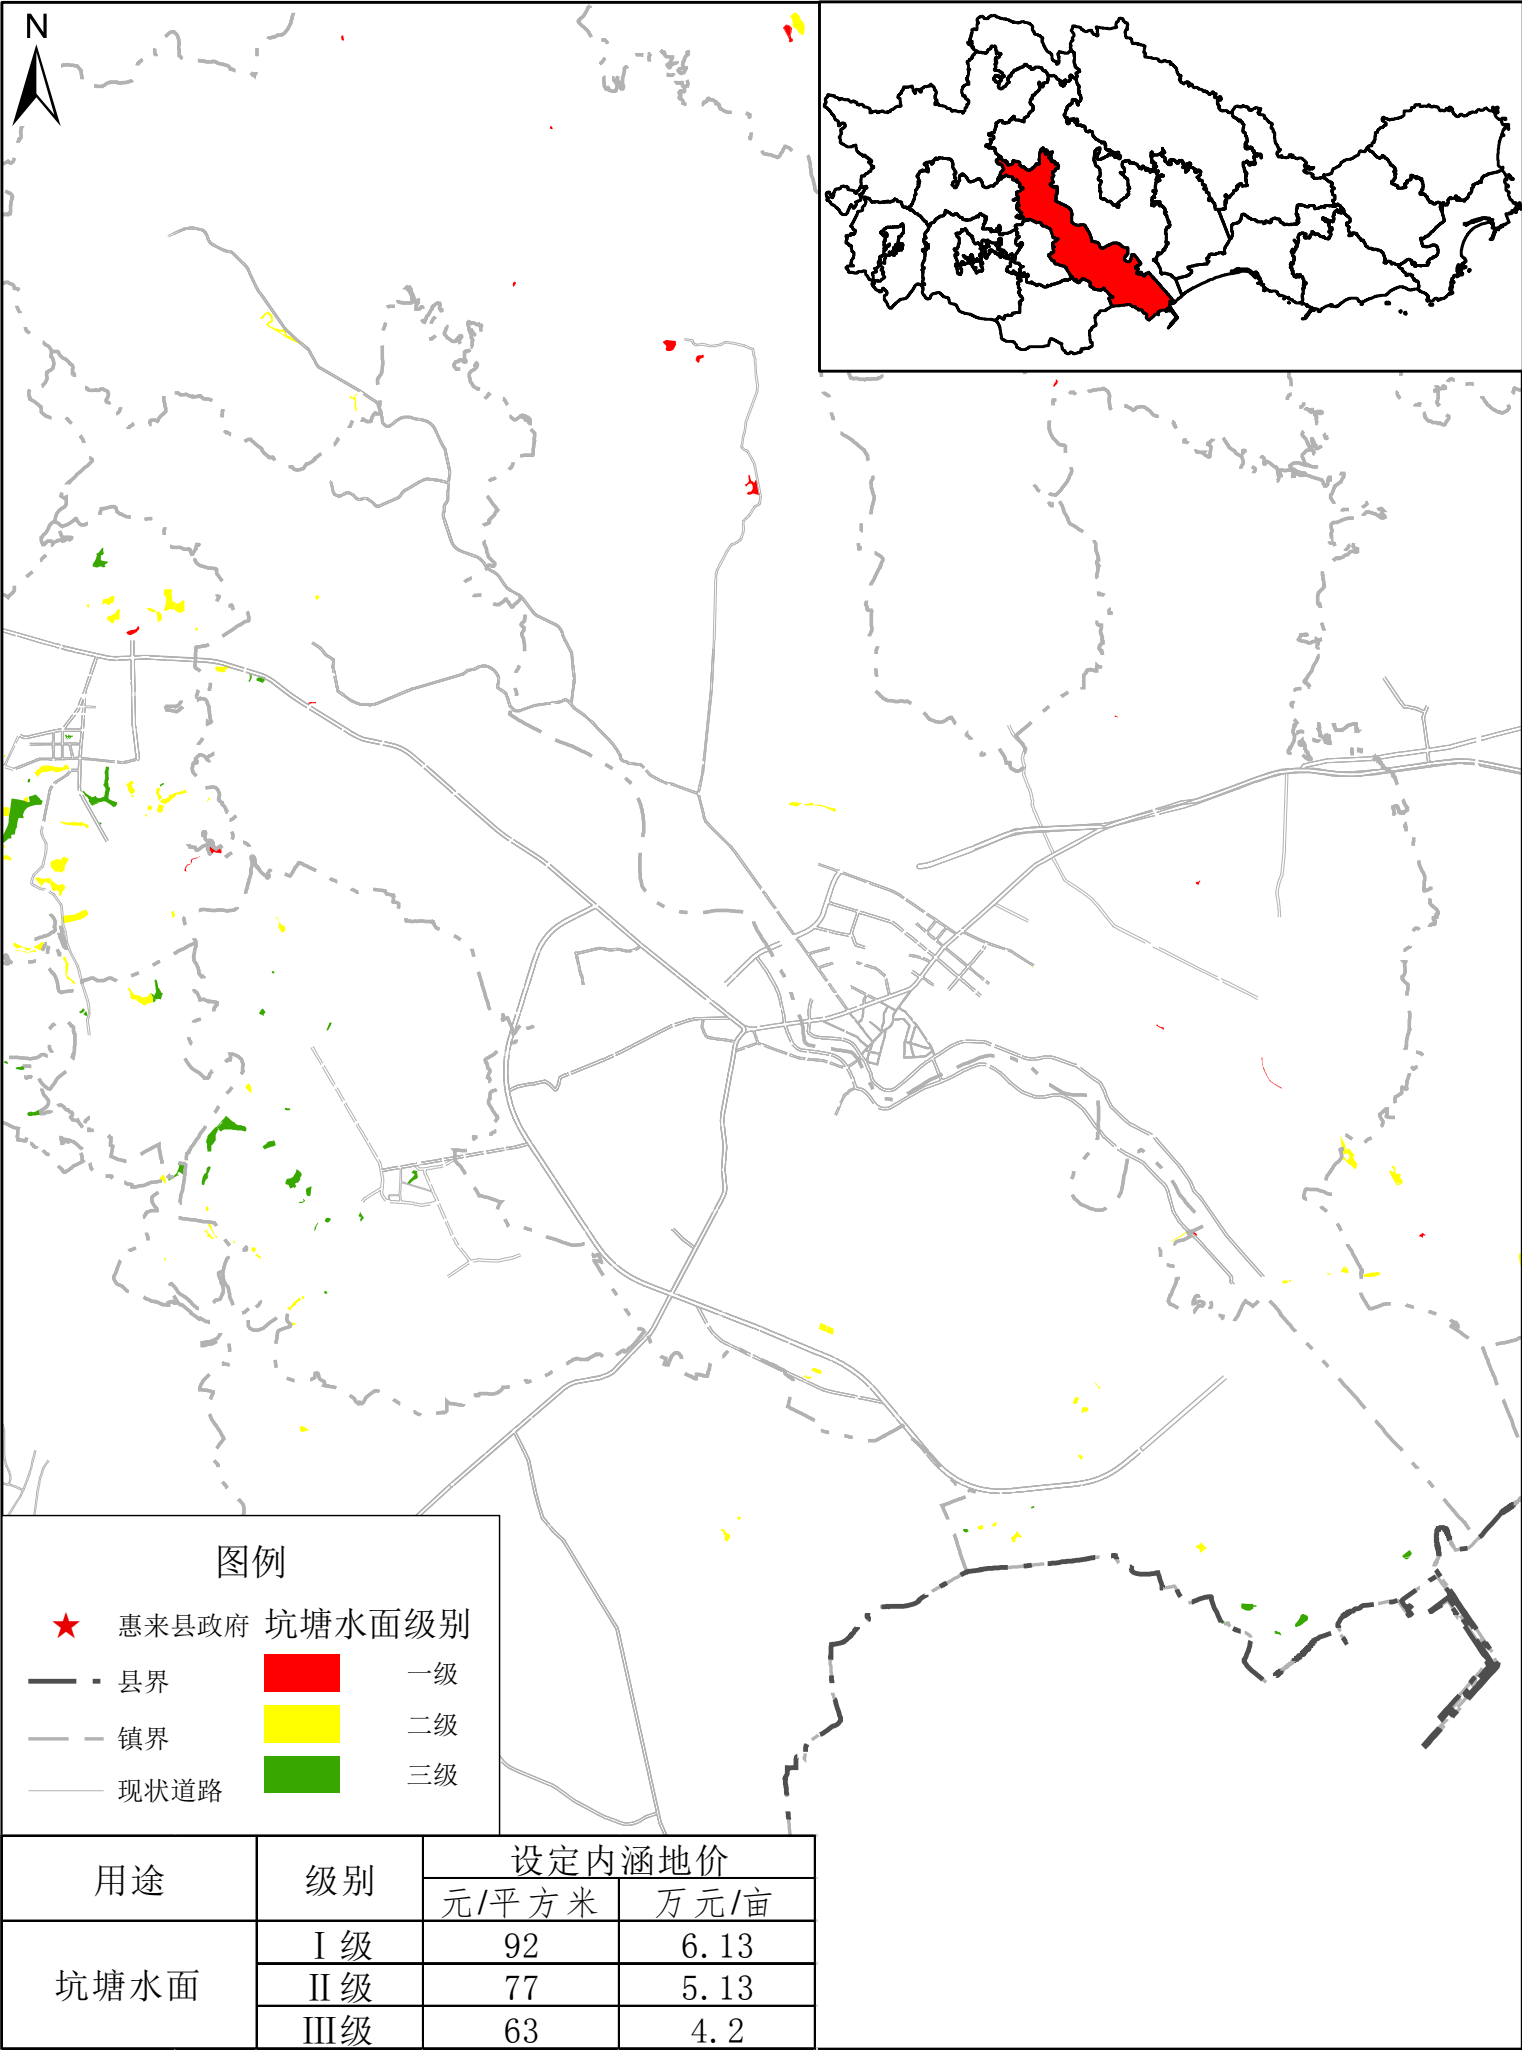 N
图例
惠来县政府 坑塘水面级别
县界 一级
镇界 二级
现状道路 三级
用途 级别 设定内涵地价
元/平方米 万元/亩
坑塘水面 Ⅰ级 92 6.13
Ⅱ级 77 5.13
Ⅲ级 63 4.2